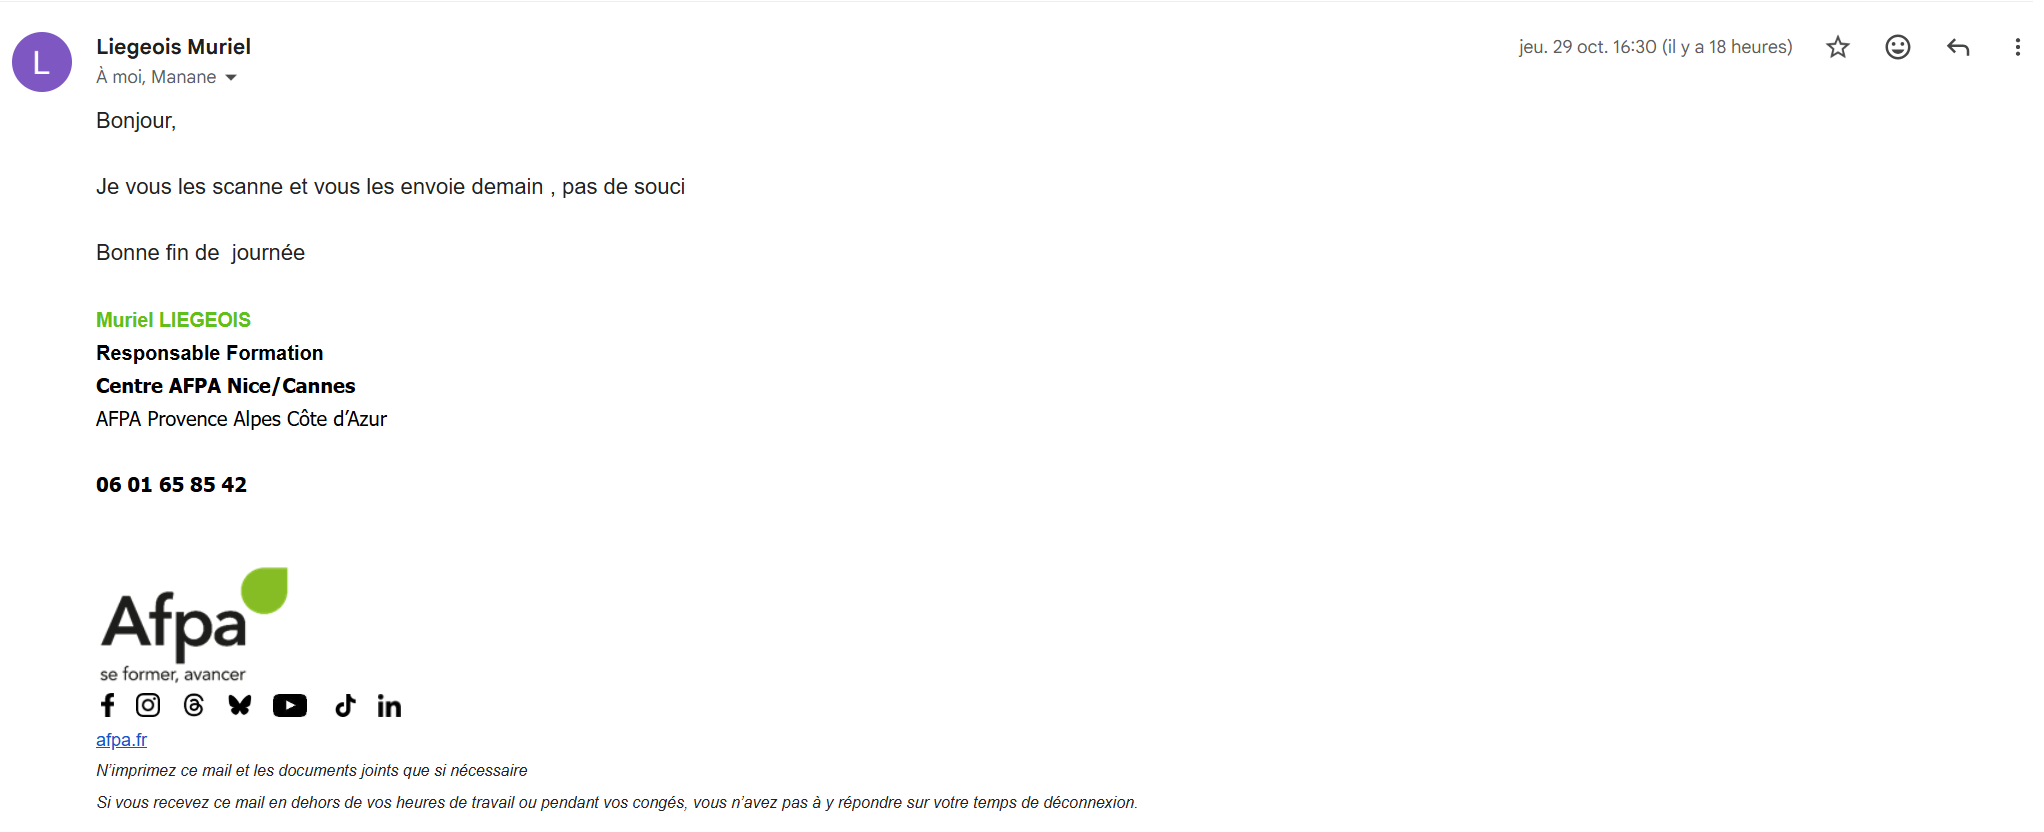 Liegeois Muriel
jeu. 29 oct. 16:30 (il y a 18 heures)
À moi, Manane
L
Bonjour,
Je vous les scanne et vous les envoie demain , pas de souci
Bonne fin de  journée
Muriel LIEGEOIS
Responsable Formation
Centre AFPA Nice/Cannes
AFPA Provence Alpes Côte d’Azur
06 01 65 85 42
Afpa
se former, avancer
afpa.fr
N’imprimez ce mail et les documents joints que si nécessaire
Si vous recevez ce mail en dehors de vos heures de travail ou pendant vos congés, vous n’avez pas à y répondre sur votre temps de déconnexion.